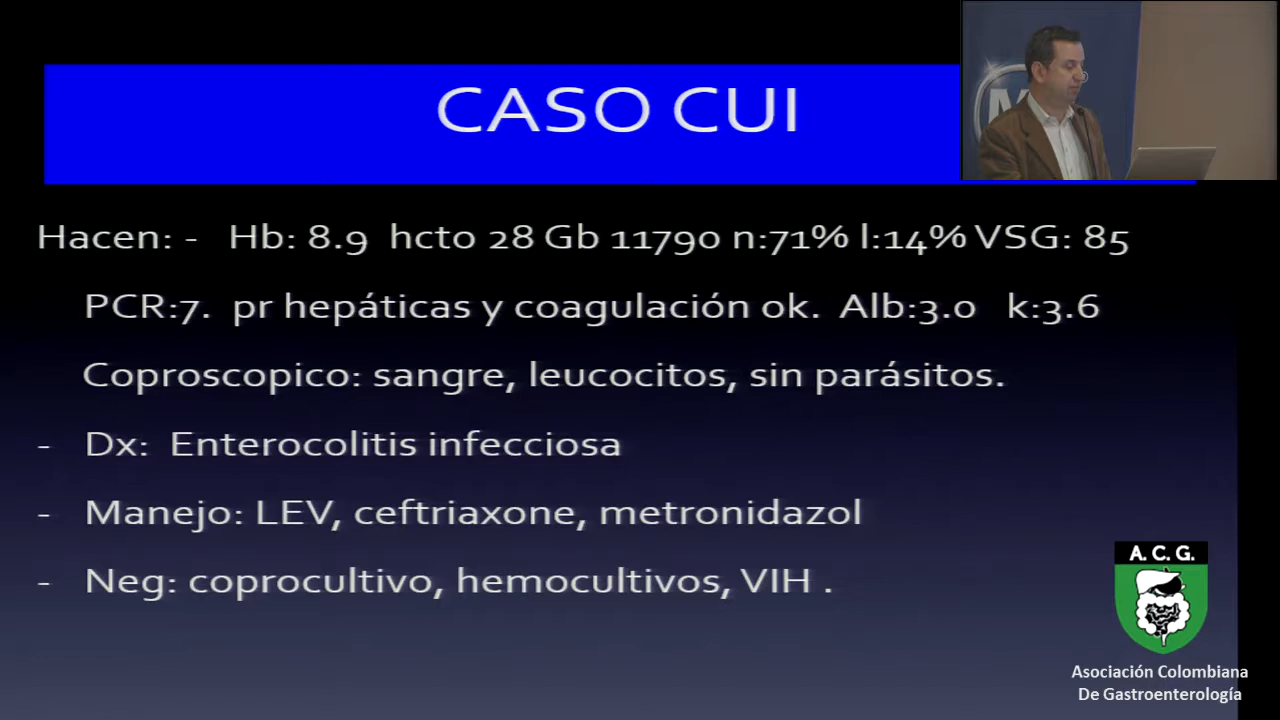 CASO CUI
Hacen: - Hb: 8.9 hcto 28 Gb 11790 n:71% l:14% VSG: 85
PCR:7. pr hepáticas y coagulación ok. Alb:3.0 k:3.6
Coproscopico: sangre, leucocitos, sin parásitos.
- Dx: Enterocolitis infecciosa
- Manejo: LEV, ceftriaxone, metronidazol
- Neg: coprocultivo, hemocultivos, VIH .
A. C. G.
Asociación Colombiana
De Gastroenterología